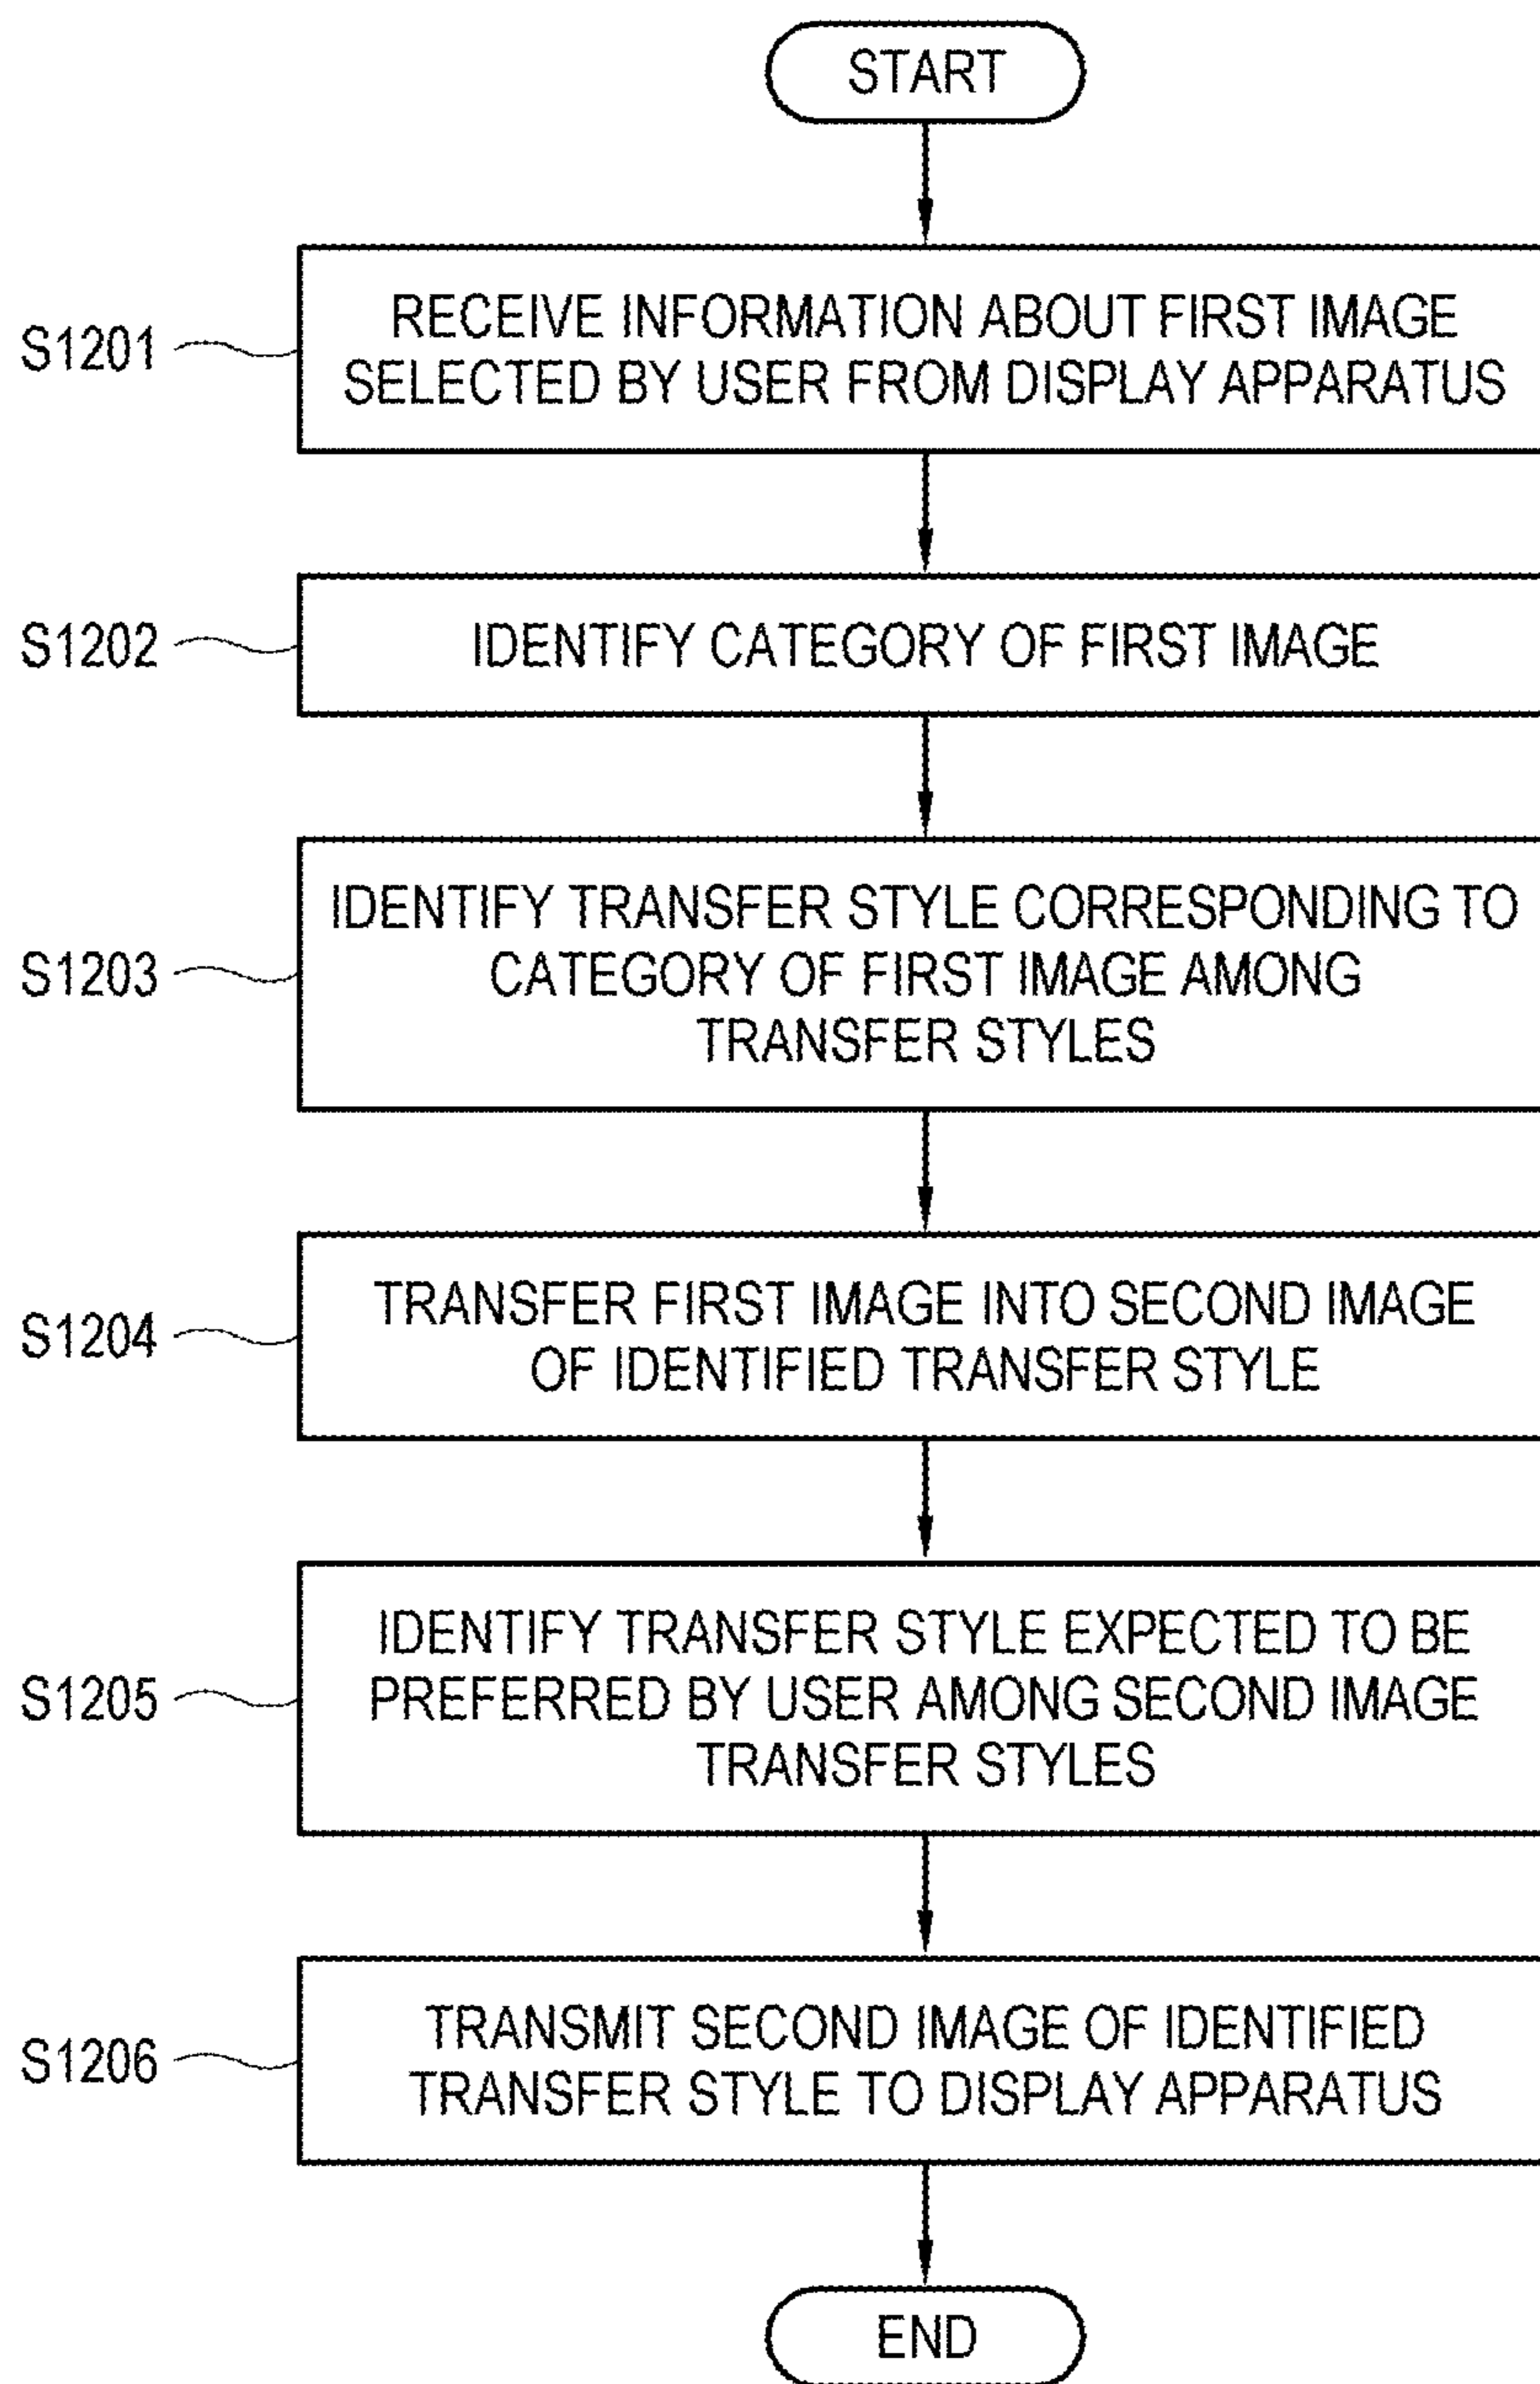 START
S1201
RECEIVE INFORMATION ABOUT FIRST IMAGE
SELECTED BY USER FROM DISPLAY APPARATUS
S1202
IDENTIFY CATEGORY OF FIRST IMAGE
S1203
IDENTIFY TRANSFER STYLE CORRESPONDING TO
CATEGORY OF FIRST IMAGE AMONG
TRANSFER STYLES
S1204
TRANSFER FIRST IMAGE INTO SECOND IMAGE
OF IDENTIFIED TRANSFER STYLE
S1205
IDENTIFY TRANSFER STYLE EXPECTED TO BE
PREFERRED BY USER AMONG SECOND IMAGE
TRANSFER STYLES
S1206
TRANSMIT SECOND IMAGE OF IDENTIFIED
TRANSFER STYLE TO DISPLAY APPARATUS
END